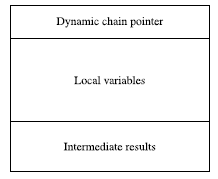 Dynamic chain pointer
Local variables
Intermediate results